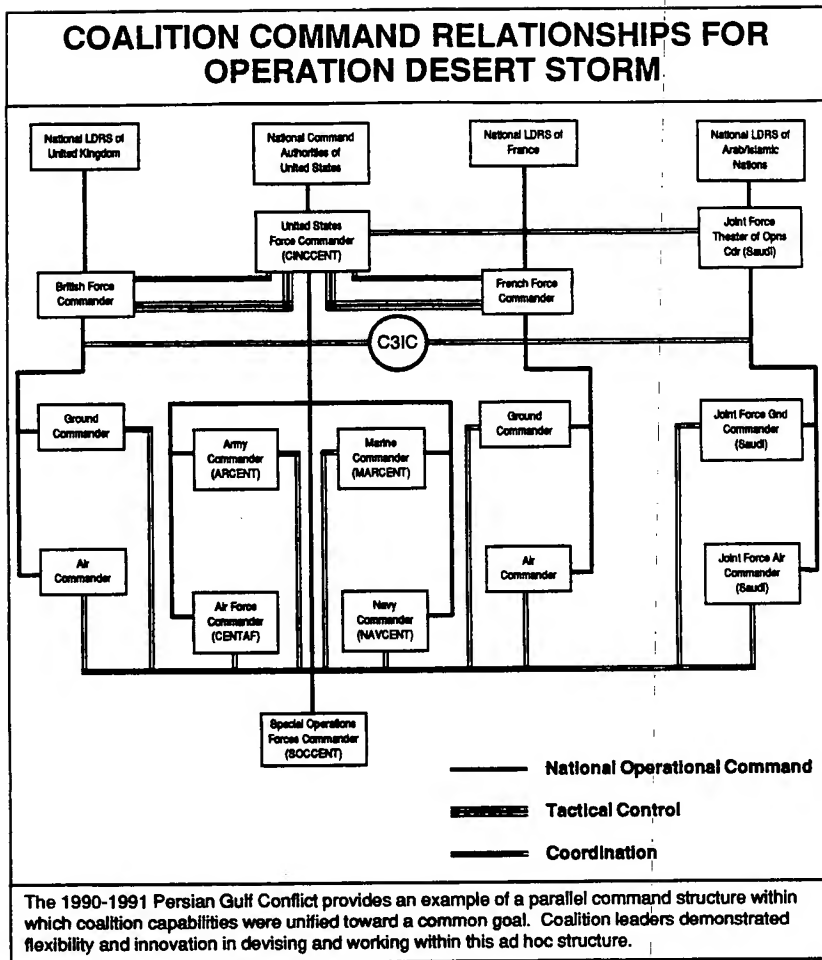 COALITION COMMAND RELATIONSHIPS FOR
OPERATION DESERT STORM
National LDRS of
United Kingdom
National Command
Authorities of
United States
National LDRS of
France
National LDRS of
Arab/Islamic
Nations
United States
Force Commander
(CINCCENT)
Joint Force
Theater of Opns
Cdr (Saudi)
British Force
Commander
French Force
Commander
C3IC
Ground
Commander
Army
Commander
(ARCENT)
Marine
Commander
(MARCENT)
Ground
Commander
Joint Force Gnd
Commander
(Saudi)
Air
Commander
Air Force
Commander
(CENTAF)
Navy
Commander
(NAVCENT)
Air
Commander
Joint Force Air
Commander
(Saudi)
Special Operations
Forces Commander
(SOCCENT)
National Operational Command
Tactical Control
Coordination
The 1990-1991 Persian Gulf Conflict provides an example of a parallel command structure within
which coalition capabilities were unified toward a common goal. Coalition leaders demonstrated
flexibility and innovation in devising and working within this ad hoc structure.